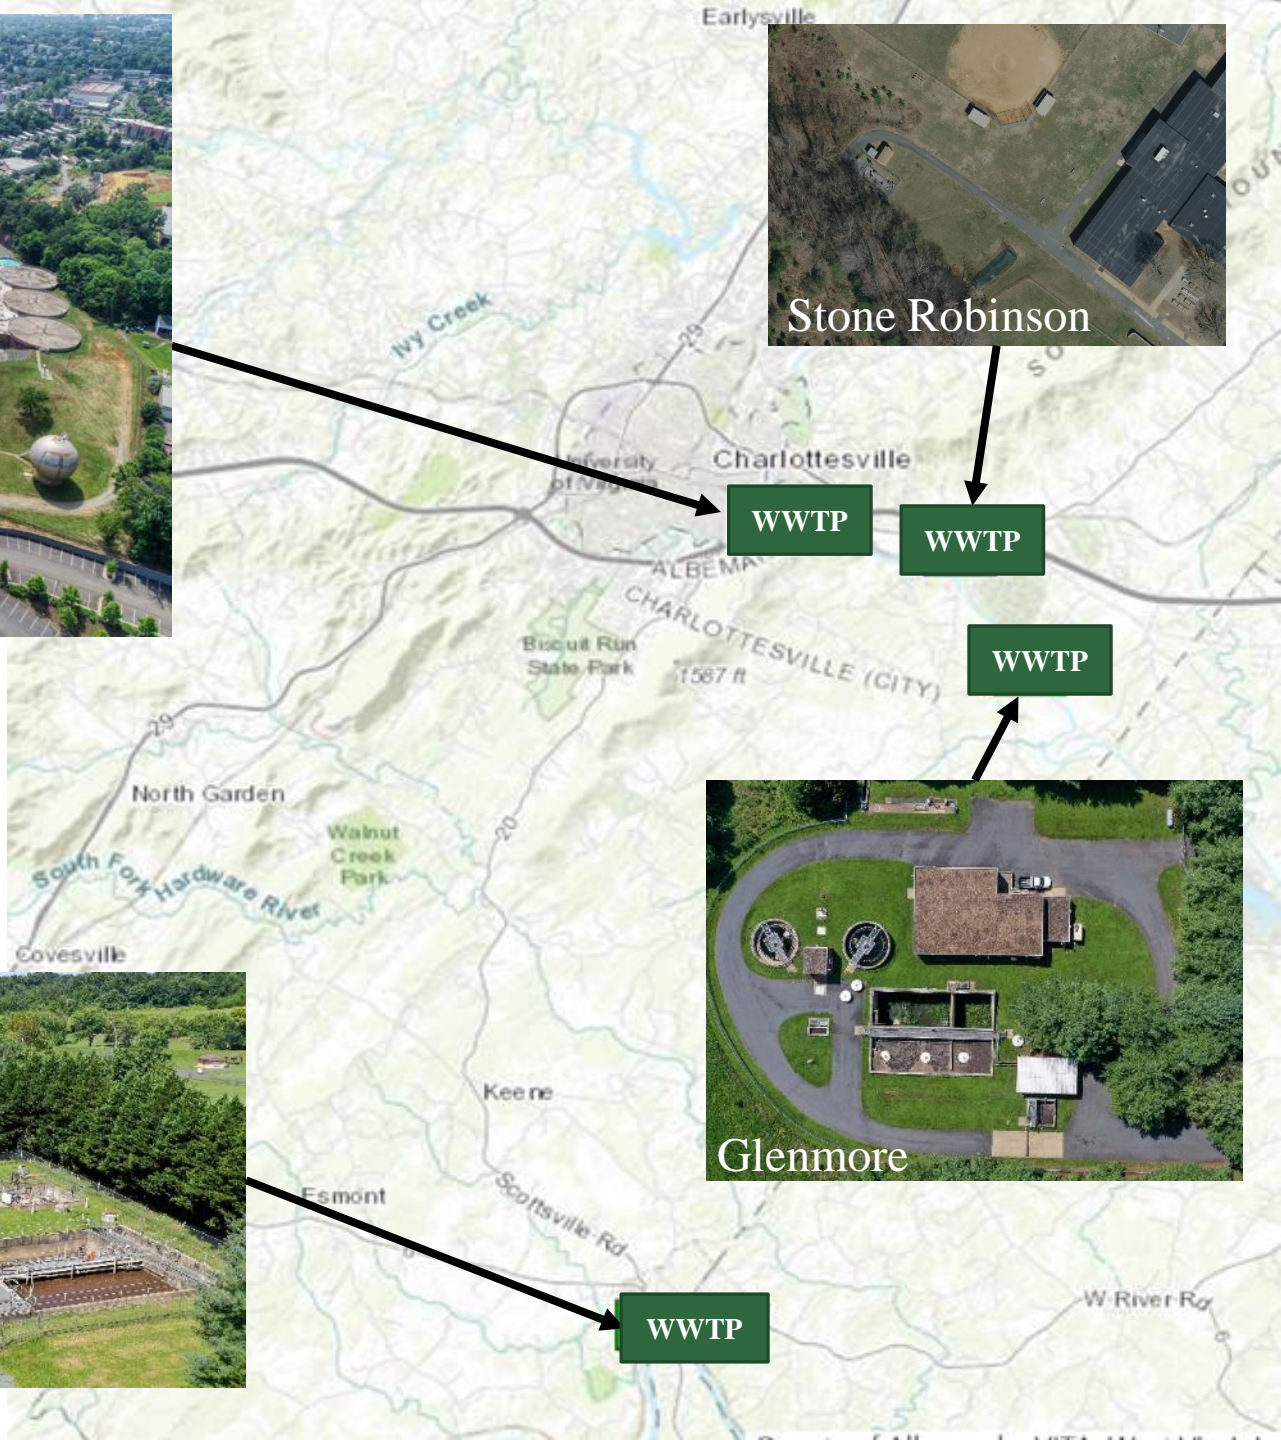 Earlysville
Stone Robinson
Ivy Creek
29
University
of Virginia
Charlottesville
WWTP
WWTP
CHARLOTTESVILLE (CITY)
Biscuit Run
State Park
1587 ft
WWTP
29
North Garden
20
Walnut
Creek
Park
South Fork Hardware River
Covesville
Glenmore
Keene
Esmont
Scottsville Rd
6
WWTP
W River Rd
6